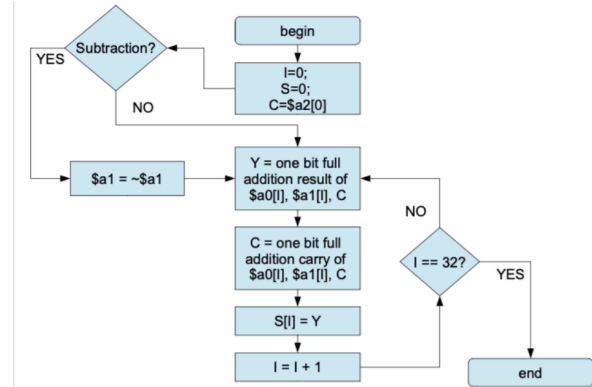 begin
I=0;
S=0;
C=$a2[0]
Subtraction?
YES
NO
$a1 = ~$a1
Y = one bit full
addition result of
$a0[I], $a1[I], C
C = one bit full
addition carry of
$a0[I], $a1[I], C
S[I] = Y
I = I + 1
I == 32?
NO
YES
end